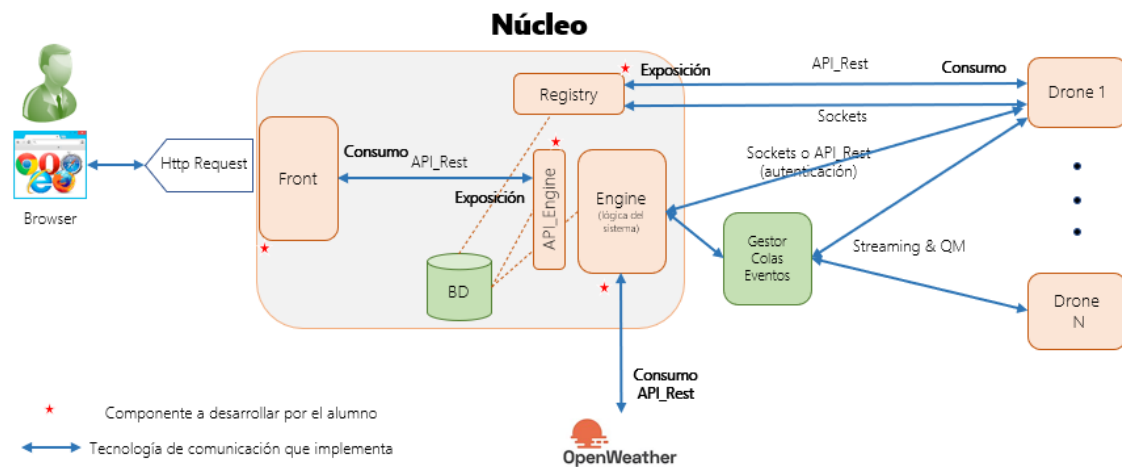 Núcleo
API_Rest
Exposición
Consumo
Registry
Drone 1
Sockets
Http Request
Consumo
API_Rest
Front
Exposición
API_Engine
Engine
(lógica del
sistema)
Sockets o API_Rest
(autenticación)
Browser
Gestor
Colas
Eventos
Streaming & QM
BD
Drone
N
Consumo
API_Rest
Componente a desarrollar por el alumno
Tecnología de comunicación que implementa
OpenWeather